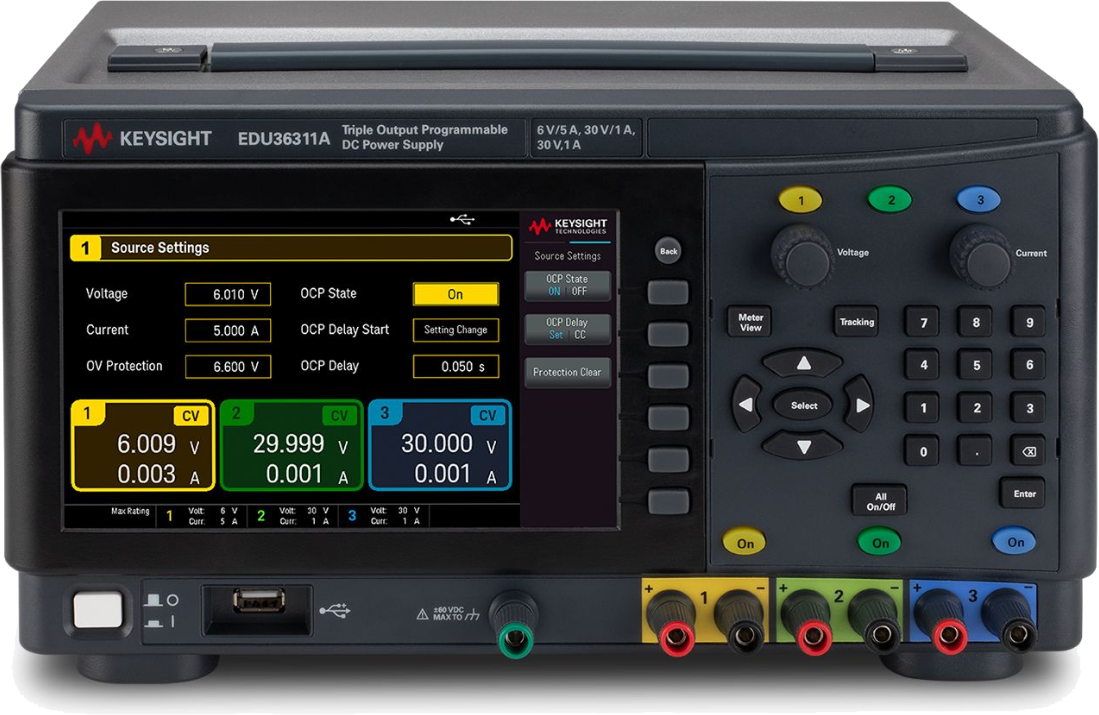 KEYSIGHT EDU36311A Triple Output Programmable DC Power Supply
6 V/5 A, 30 V/1 A, 30 V,1 A
KEYSIGHT
TECHNOLOGIES
1 Source Settings
Source Settings
Voltage 6.010 V OCP State On
Current 5.000 A OCP Delay Start Setting Change
OV Protection 6.600 V OCP Delay 0.050 s
OCP State
ON | OFF
OCP Delay
Set | CC
Protection Clear
1 CV
6.009 V
0.003 A
2 CV
29.999 V
0.001 A
3 CV
30.000 V
0.001 A
Max Rating
1 Volt: 6 V
Curr: 5 A
2 Volt: 30 V
Curr: 1 A
3 Volt: 30 V
Curr: 1 A
Back
1 2 3
Voltage Current
Meter
View
Tracking
7 8 9
4 5 6
Select
1 2 3
0 .
All
On/Off
Enter
On On On
±60 VDC
MAX TO
+ 1 − + 2 − + 3 −